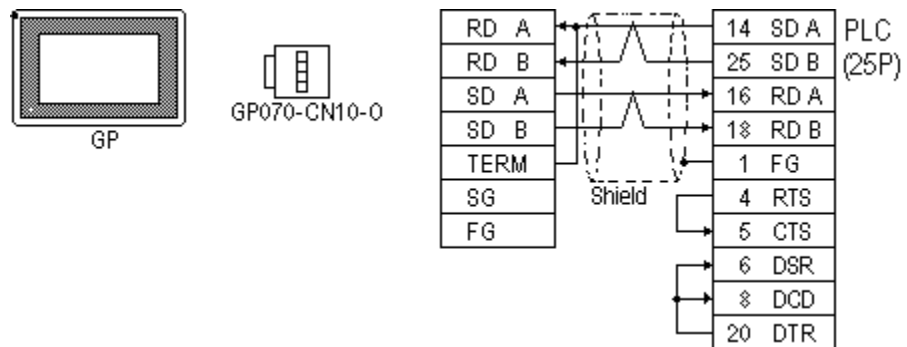 GP
GP070-CN10-0
RD A
RD B
SD A
SD B
TERM
SG
FG
Shield
14 SD A
25 SD B
16 RD A
18 RD B
1 FG
4 RTS
5 CTS
6 DSR
8 DCD
20 DTR
PLC
(25P)